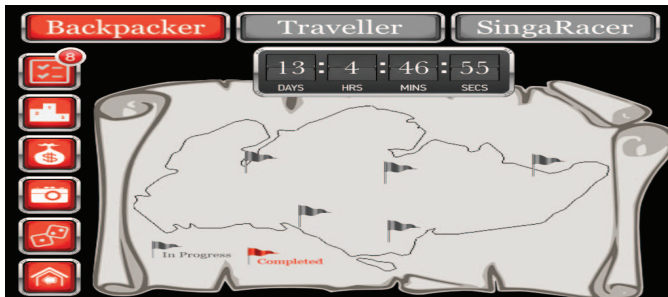 Backpacker
Traveller
SingaRacer
8
13 : 4 : 46 : 55
DAYS HRS MINS SECS
In Progress
Completed